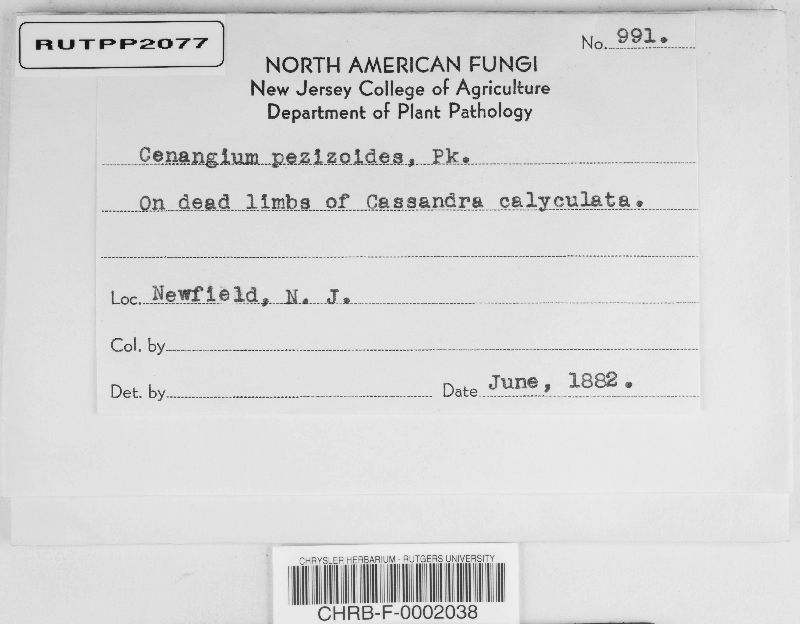 RUTPP2077
No. 991.
NORTH AMERICAN FUNGI
New Jersey College of Agriculture
Department of Plant Pathology
Cenangium pezizoides, Pk.
On dead limbs of Cassandra calyculata.
Loc. Newfield, N. J.
Col. by
Det. by Date June, 1882.
CHRYSLER HERBARIUM - RUTGERS UNIVERSITY
CHRB-F-0002038